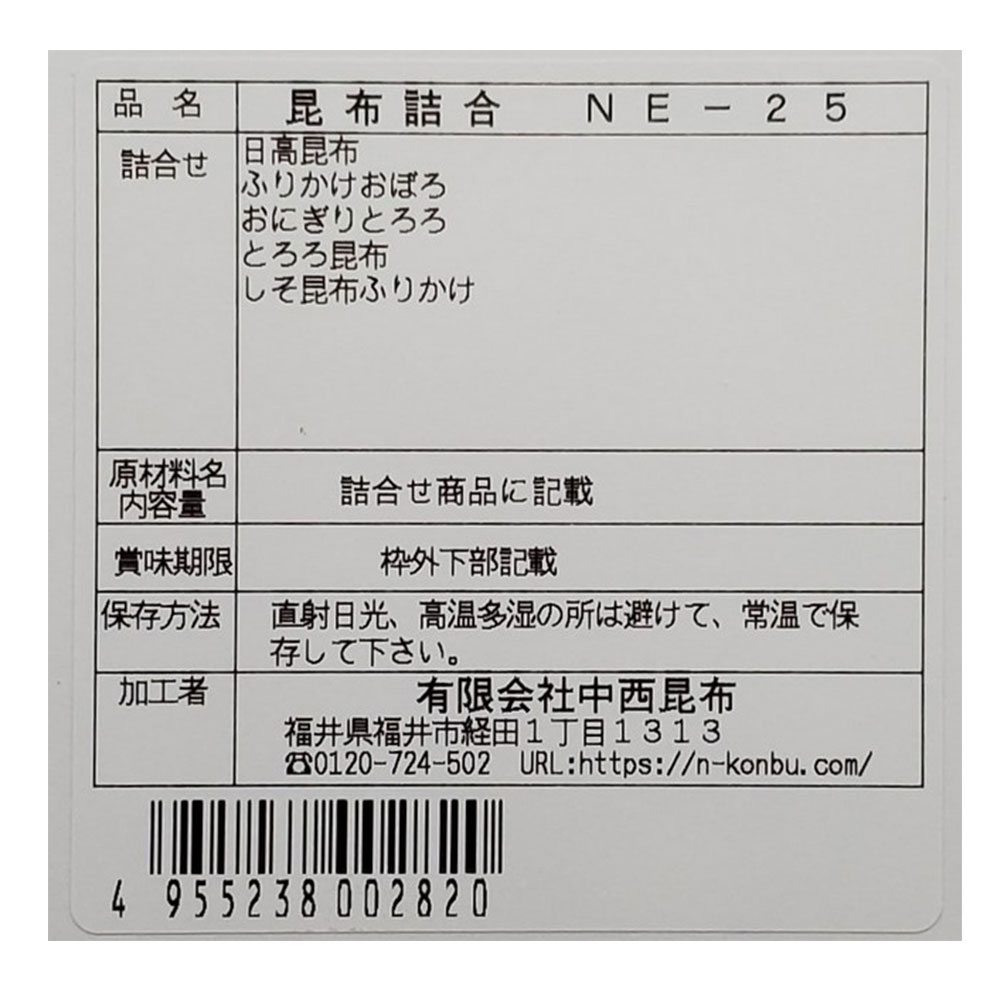 品名 昆布詰合 ＮＥ－２５
詰合せ 日高昆布
ふりかけおぼろ
おにぎりとろろ
とろろ昆布
しそ昆布ふりかけ
原材料名
内容量 詰合せ商品に記載
賞味期限 枠外下部記載
保存方法 直射日光、高温多湿の所は避けて、常温で保
存して下さい。
加工者 有限会社中西昆布
福井県福井市経田１丁目１３１３
☎0120-724-502 URL:https://n-konbu.com/
4 955238 002820